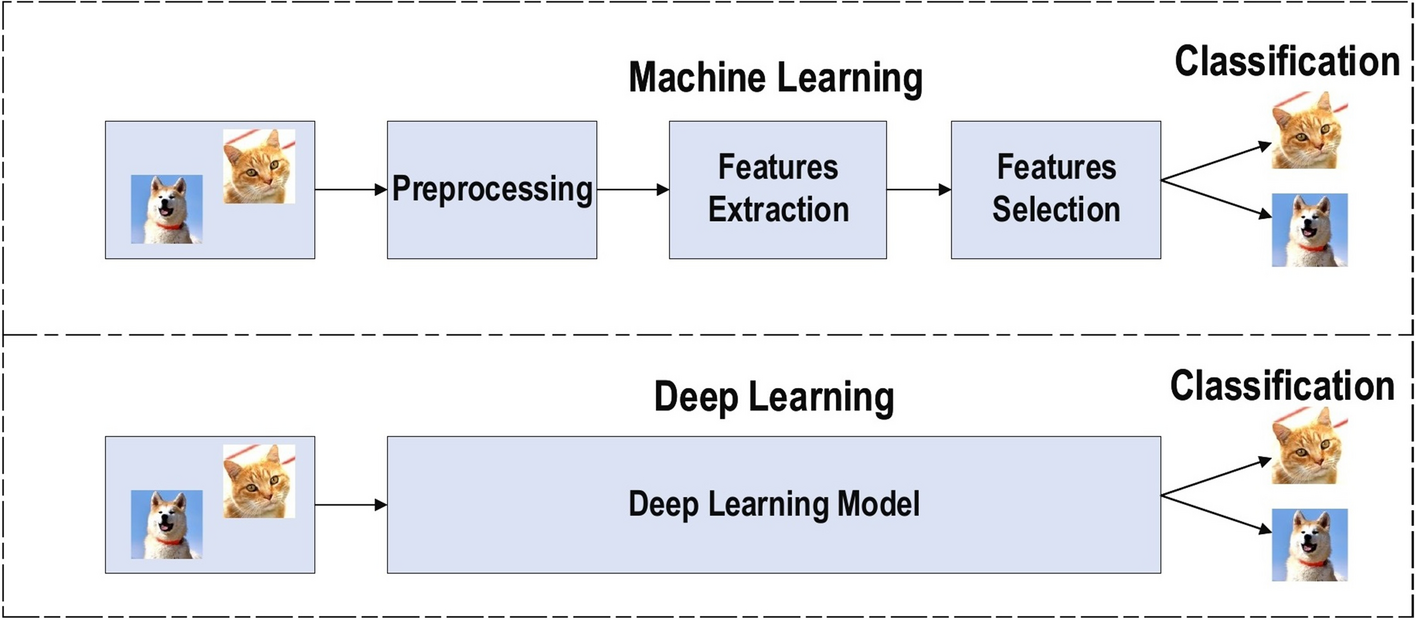 Machine Learning
Classification
Preprocessing
Features
Extraction
Features
Selection
Deep Learning
Classification
Deep Learning Model